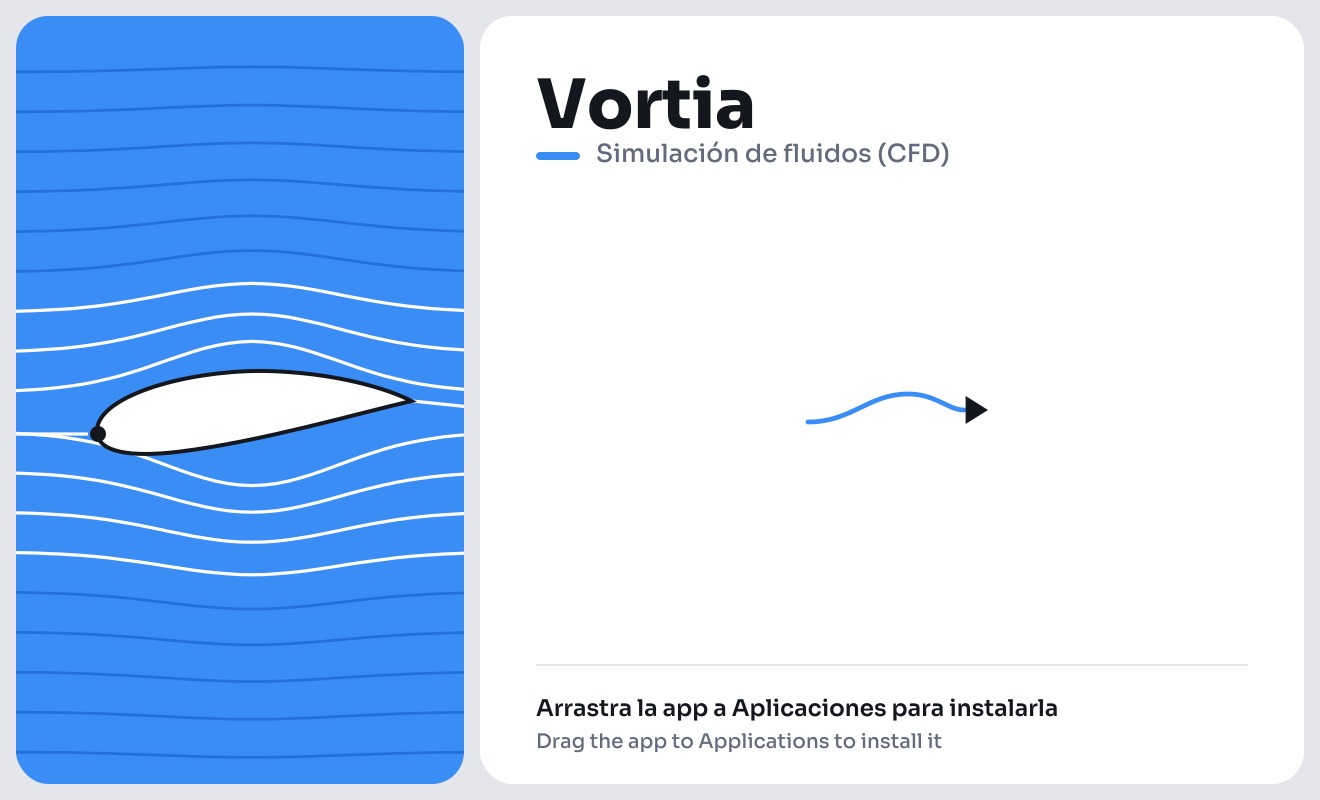 Vortia
Simulación de fluidos (CFD)
Arrastra la app a Aplicaciones para instalarla
Drag the app to Applications to install it